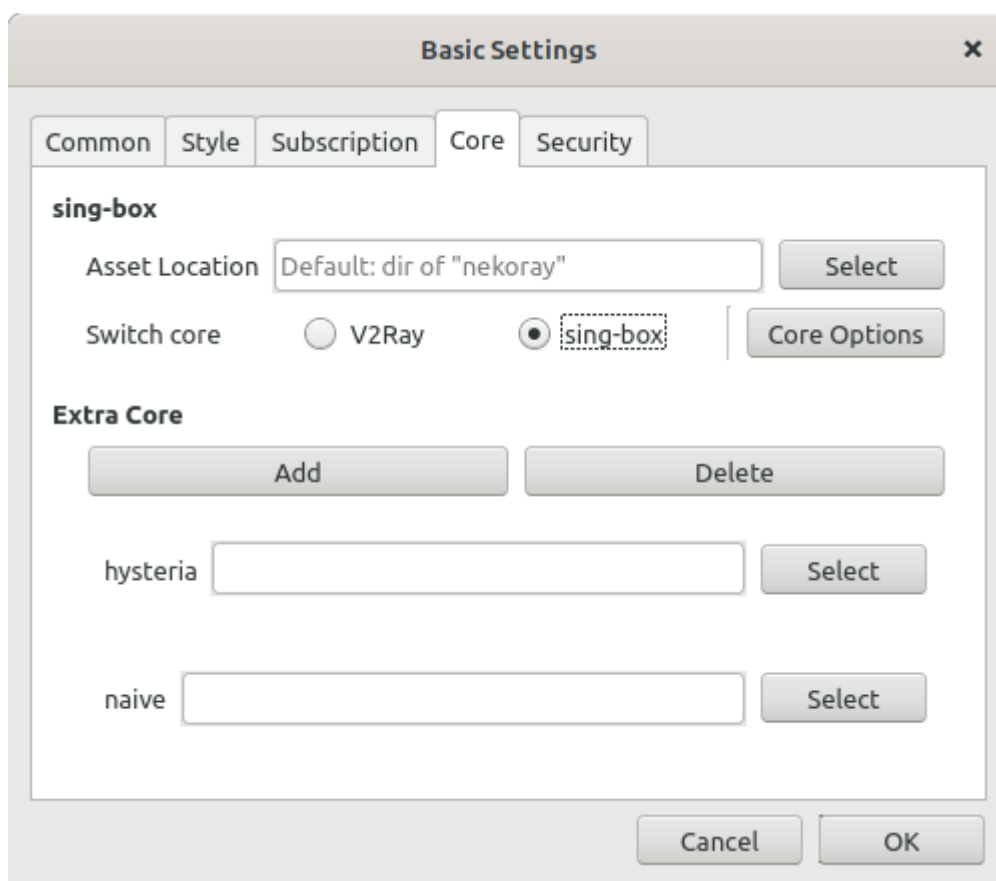 Basic Settings ×
Common Style Subscription Core Security
sing-box
Asset Location Default: dir of "nekoray" Select
Switch core V2Ray sing-box Core Options
Extra Core
Add Delete
hysteria Select
naive Select
Cancel OK